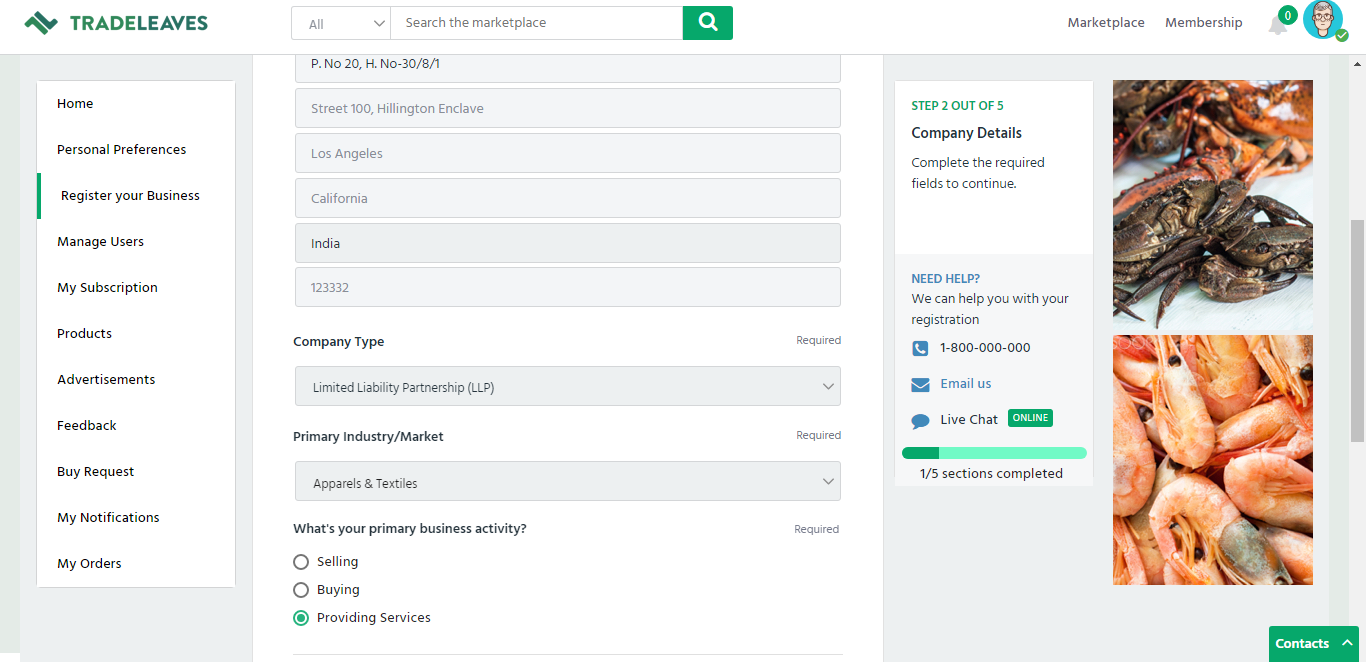 TRADELEAVES
All
Search the marketplace
Marketplace
Membership
0
Home
Personal Preferences
Register your Business
Manage Users
My Subscription
Products
Advertisements
Feedback
Buy Request
My Notifications
My Orders
P. No 20, H. No-30/8/1
Street 100, Hillington Enclave
Los Angeles
California
India
123332
Company Type
Required
Limited Liability Partnership (LLP)
Primary Industry/Market
Required
Apparels & Textiles
What's your primary business activity?
Required
Selling
Buying
Providing Services
STEP 2 OUT OF 5
Company Details
Complete the required
fields to continue.
NEED HELP?
We can help you with your
registration
1-800-000-000
Email us
Live Chat ONLINE
1/5 sections completed
Contacts